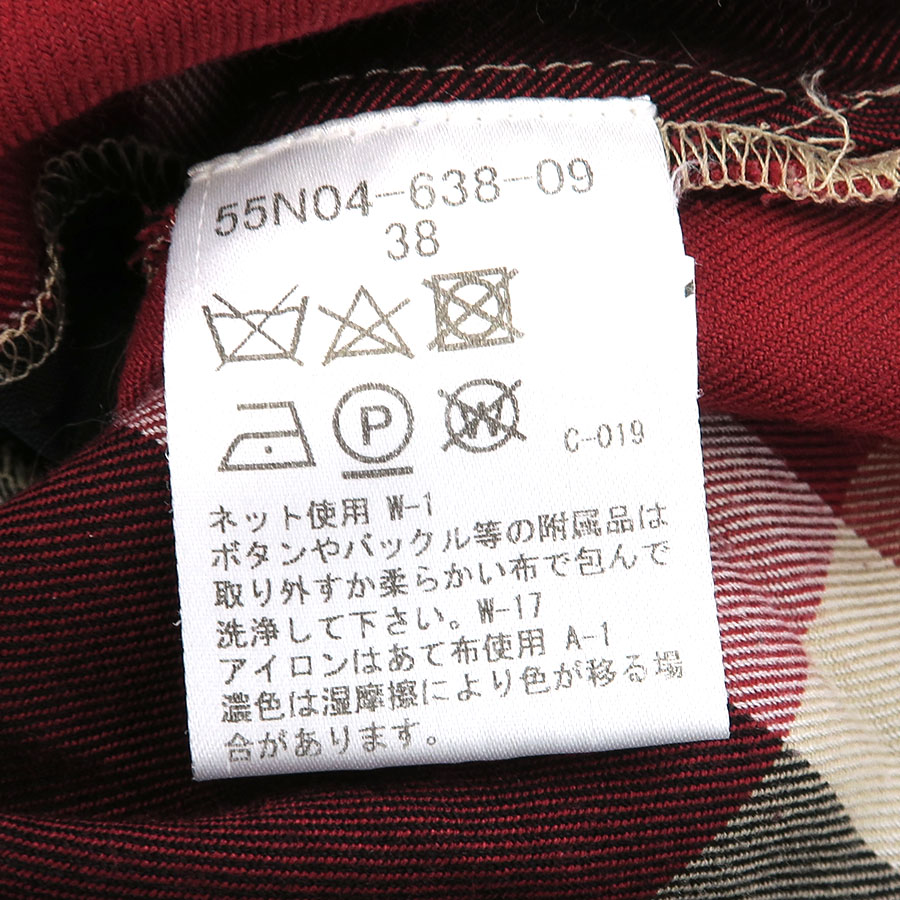 55N04-638-09
38
P
W
C-019
ネット使用 W-1
ボタンやバックル等の附属品は
取り外すか柔らかい布で包んで
洗浄して下さい。W-17
アイロンはあて布使用 A-1
濃色は湿摩擦により色が移る場
合があります。